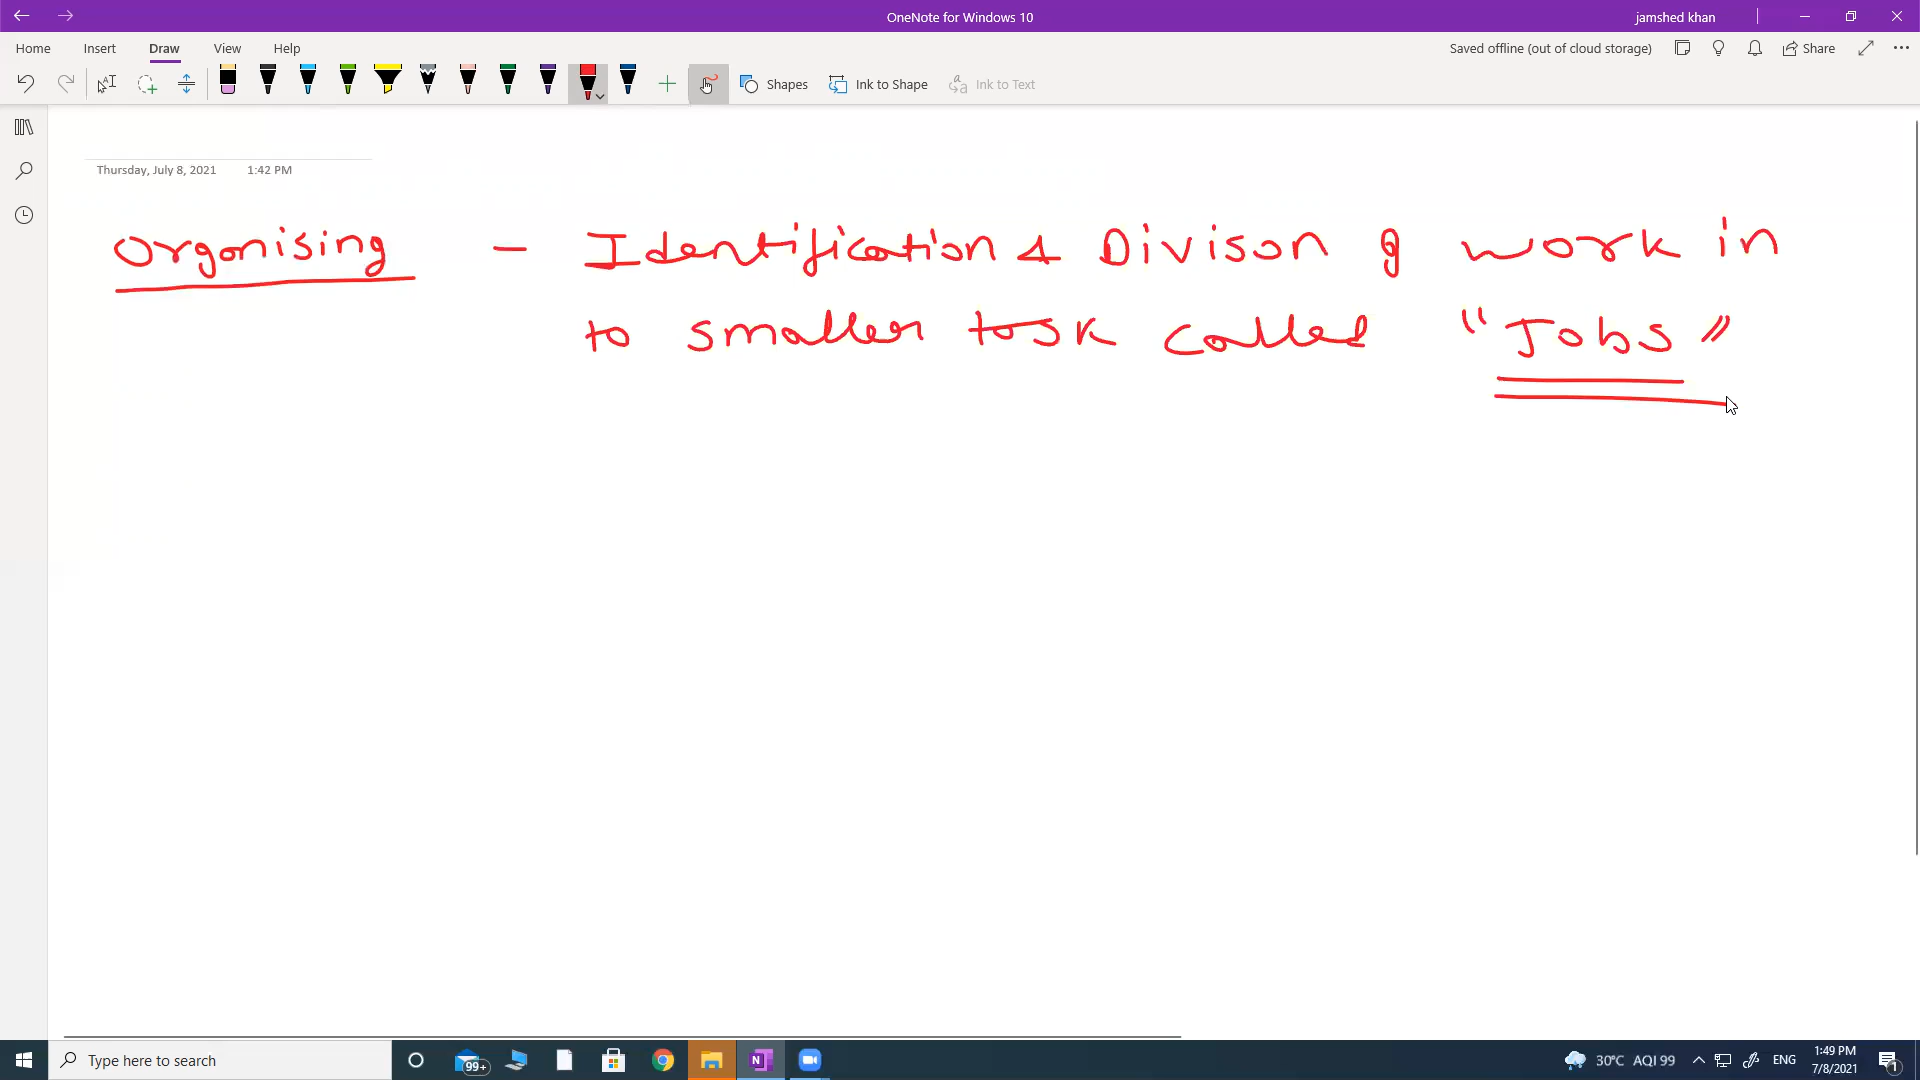 OneNote for Windows 10
jamshed khan
Home Insert Draw View Help
Saved offline (out of cloud storage)
Share
Shapes
Ink to Shape
Ink to Text
Thursday, July 8, 2021 1:42 PM
Organising – Identification & Divison of work in
to smaller task called "Jobs"
Type here to search
99+
30°C AQI 99
ENG
1:49 PM
7/8/2021
1